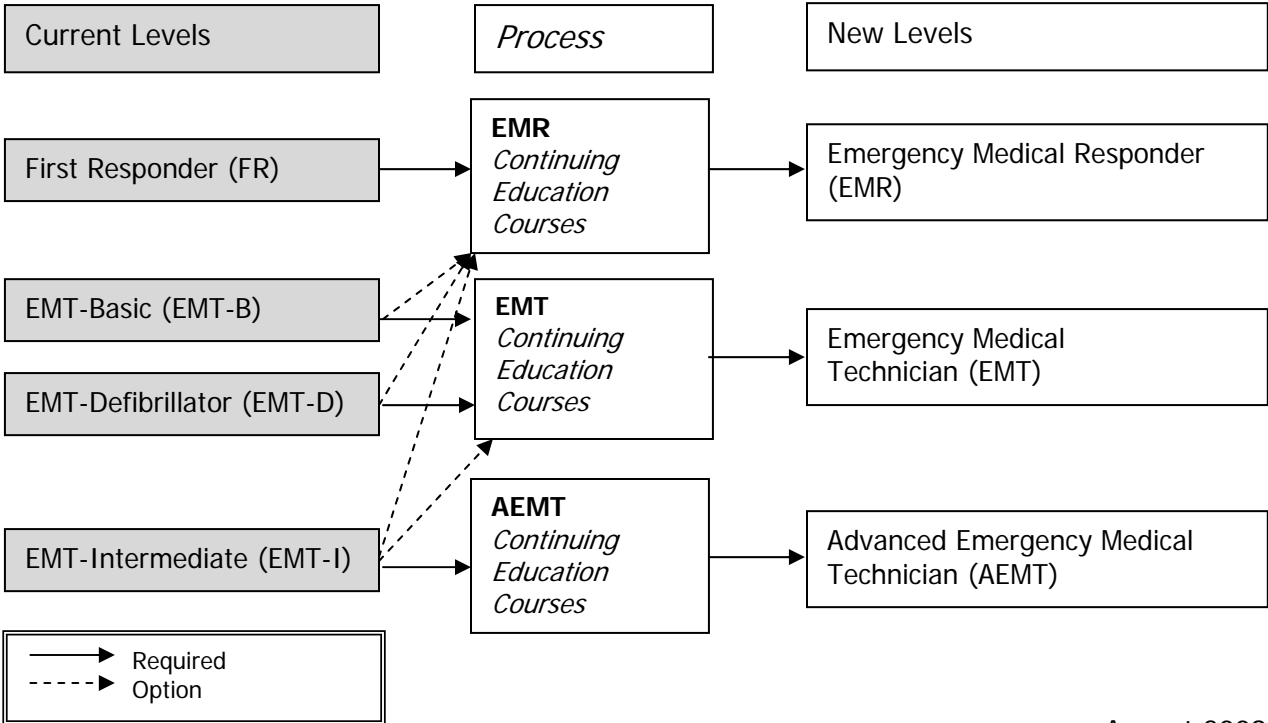 Current Levels
Process
New Levels
First Responder (FR)
EMR
Continuing
Education
Courses
Emergency Medical Responder
(EMR)
EMT-Basic (EMT-B)
EMT-Defibrillator (EMT-D)
EMT
Continuing
Education
Courses
Emergency Medical
Technician (EMT)
EMT-Intermediate (EMT-I)
AEMT
Continuing
Education
Courses
Advanced Emergency Medical
Technician (AEMT)
Required
Option